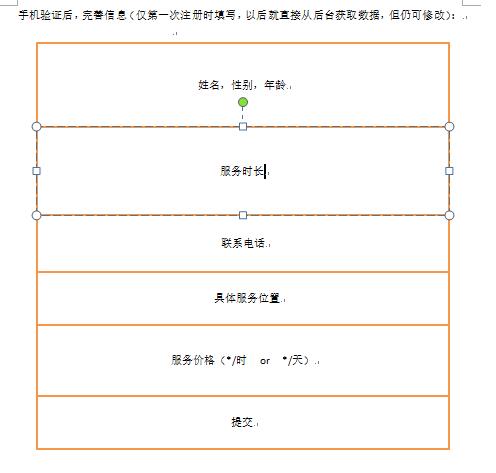 手机验证后，完善信息（仅第一次注册时填写，以后就直接从后台获取数据，但仍可修改）：
姓名，性别，年龄
服务时长
联系电话
具体服务位置
服务价格（*/时 or */天）
提交